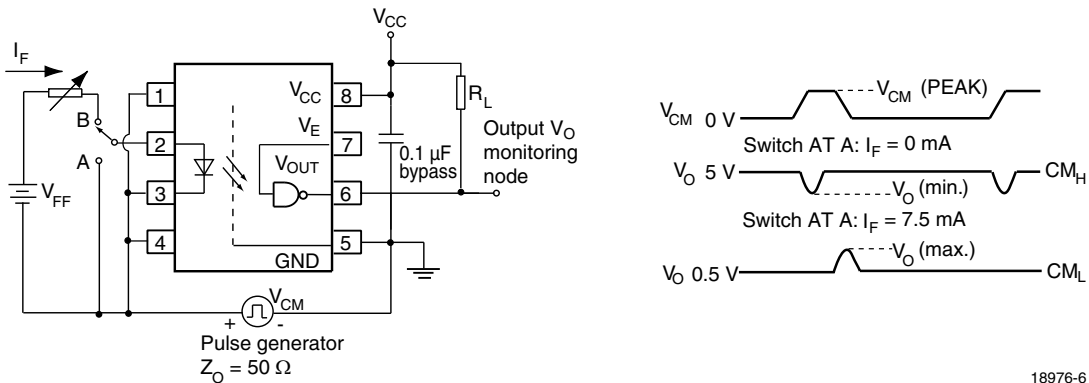 V_CC
I_F
1
2
3
4
V_CC
V_E
V_OUT
GND
8
7
6
5
B
A
V_FF
R_L
0.1 µF
bypass
Output V_O
monitoring
node
V_CM
+ -
Pulse generator
Z_O = 50 Ω
V_CM (PEAK)
V_CM 0 V
Switch AT A: I_F = 0 mA
V_O 5 V
CM_H
V_O (min.)
Switch AT A: I_F = 7.5 mA
V_O (max.)
V_O 0.5 V
CM_L
18976-6